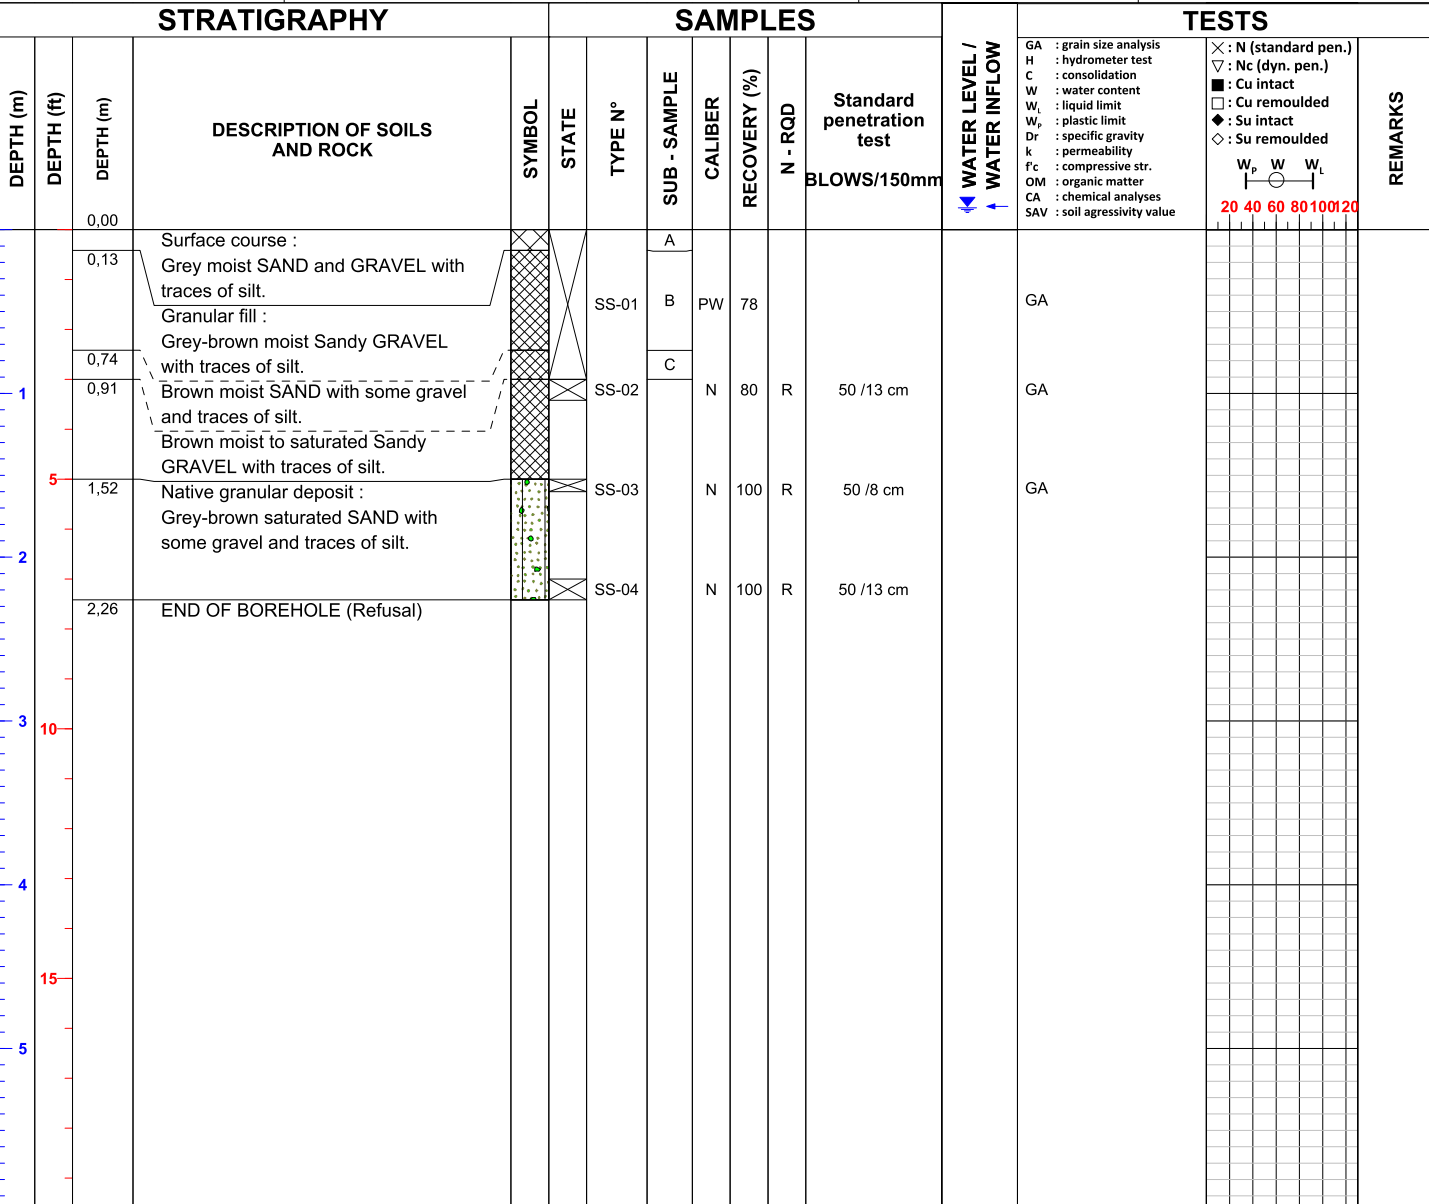 STRATIGRAPHY
SAMPLES
TESTS
DEPTH (m)
DEPTH (ft)
DEPTH (m)
DESCRIPTION OF SOILS
AND ROCK
SYMBOL
STATE
TYPE N°
SUB - SAMPLE
CALIBER
RECOVERY (%)
N - RQD
Standard
penetration
test
BLOWS/150mm
WATER LEVEL /
WATER INFLOW
GA : grain size analysis
H : hydrometer test
C : consolidation
W : water content
WL : liquid limit
WP : plastic limit
Dr : specific gravity
k : permeability
f'c : compressive str.
OM : organic matter
CA : chemical analyses
SAV : soil agressivity value
: N (standard pen.)
: Nc (dyn. pen.)
: Cu intact
: Cu remoulded
: Su intact
: Su remoulded
WP W WL
20 40 60 80 100 120
REMARKS
0,00
Surface course :
0,13
Grey moist SAND and GRAVEL with
traces of silt.
Granular fill :
Grey-brown moist Sandy GRAVEL
with traces of silt.
0,74
0,91
Brown moist SAND with some gravel
and traces of silt.
Brown moist to saturated Sandy
GRAVEL with traces of silt.
1,52
Native granular deposit :
Grey-brown saturated SAND with
some gravel and traces of silt.
2,26
END OF BOREHOLE (Refusal)
A
B
C
SS-01 PW 78 GA
SS-02 N 80 R 50 /13 cm GA
SS-03 N 100 R 50 /8 cm GA
SS-04 N 100 R 50 /13 cm
1
2
3
4
5
5
10
15